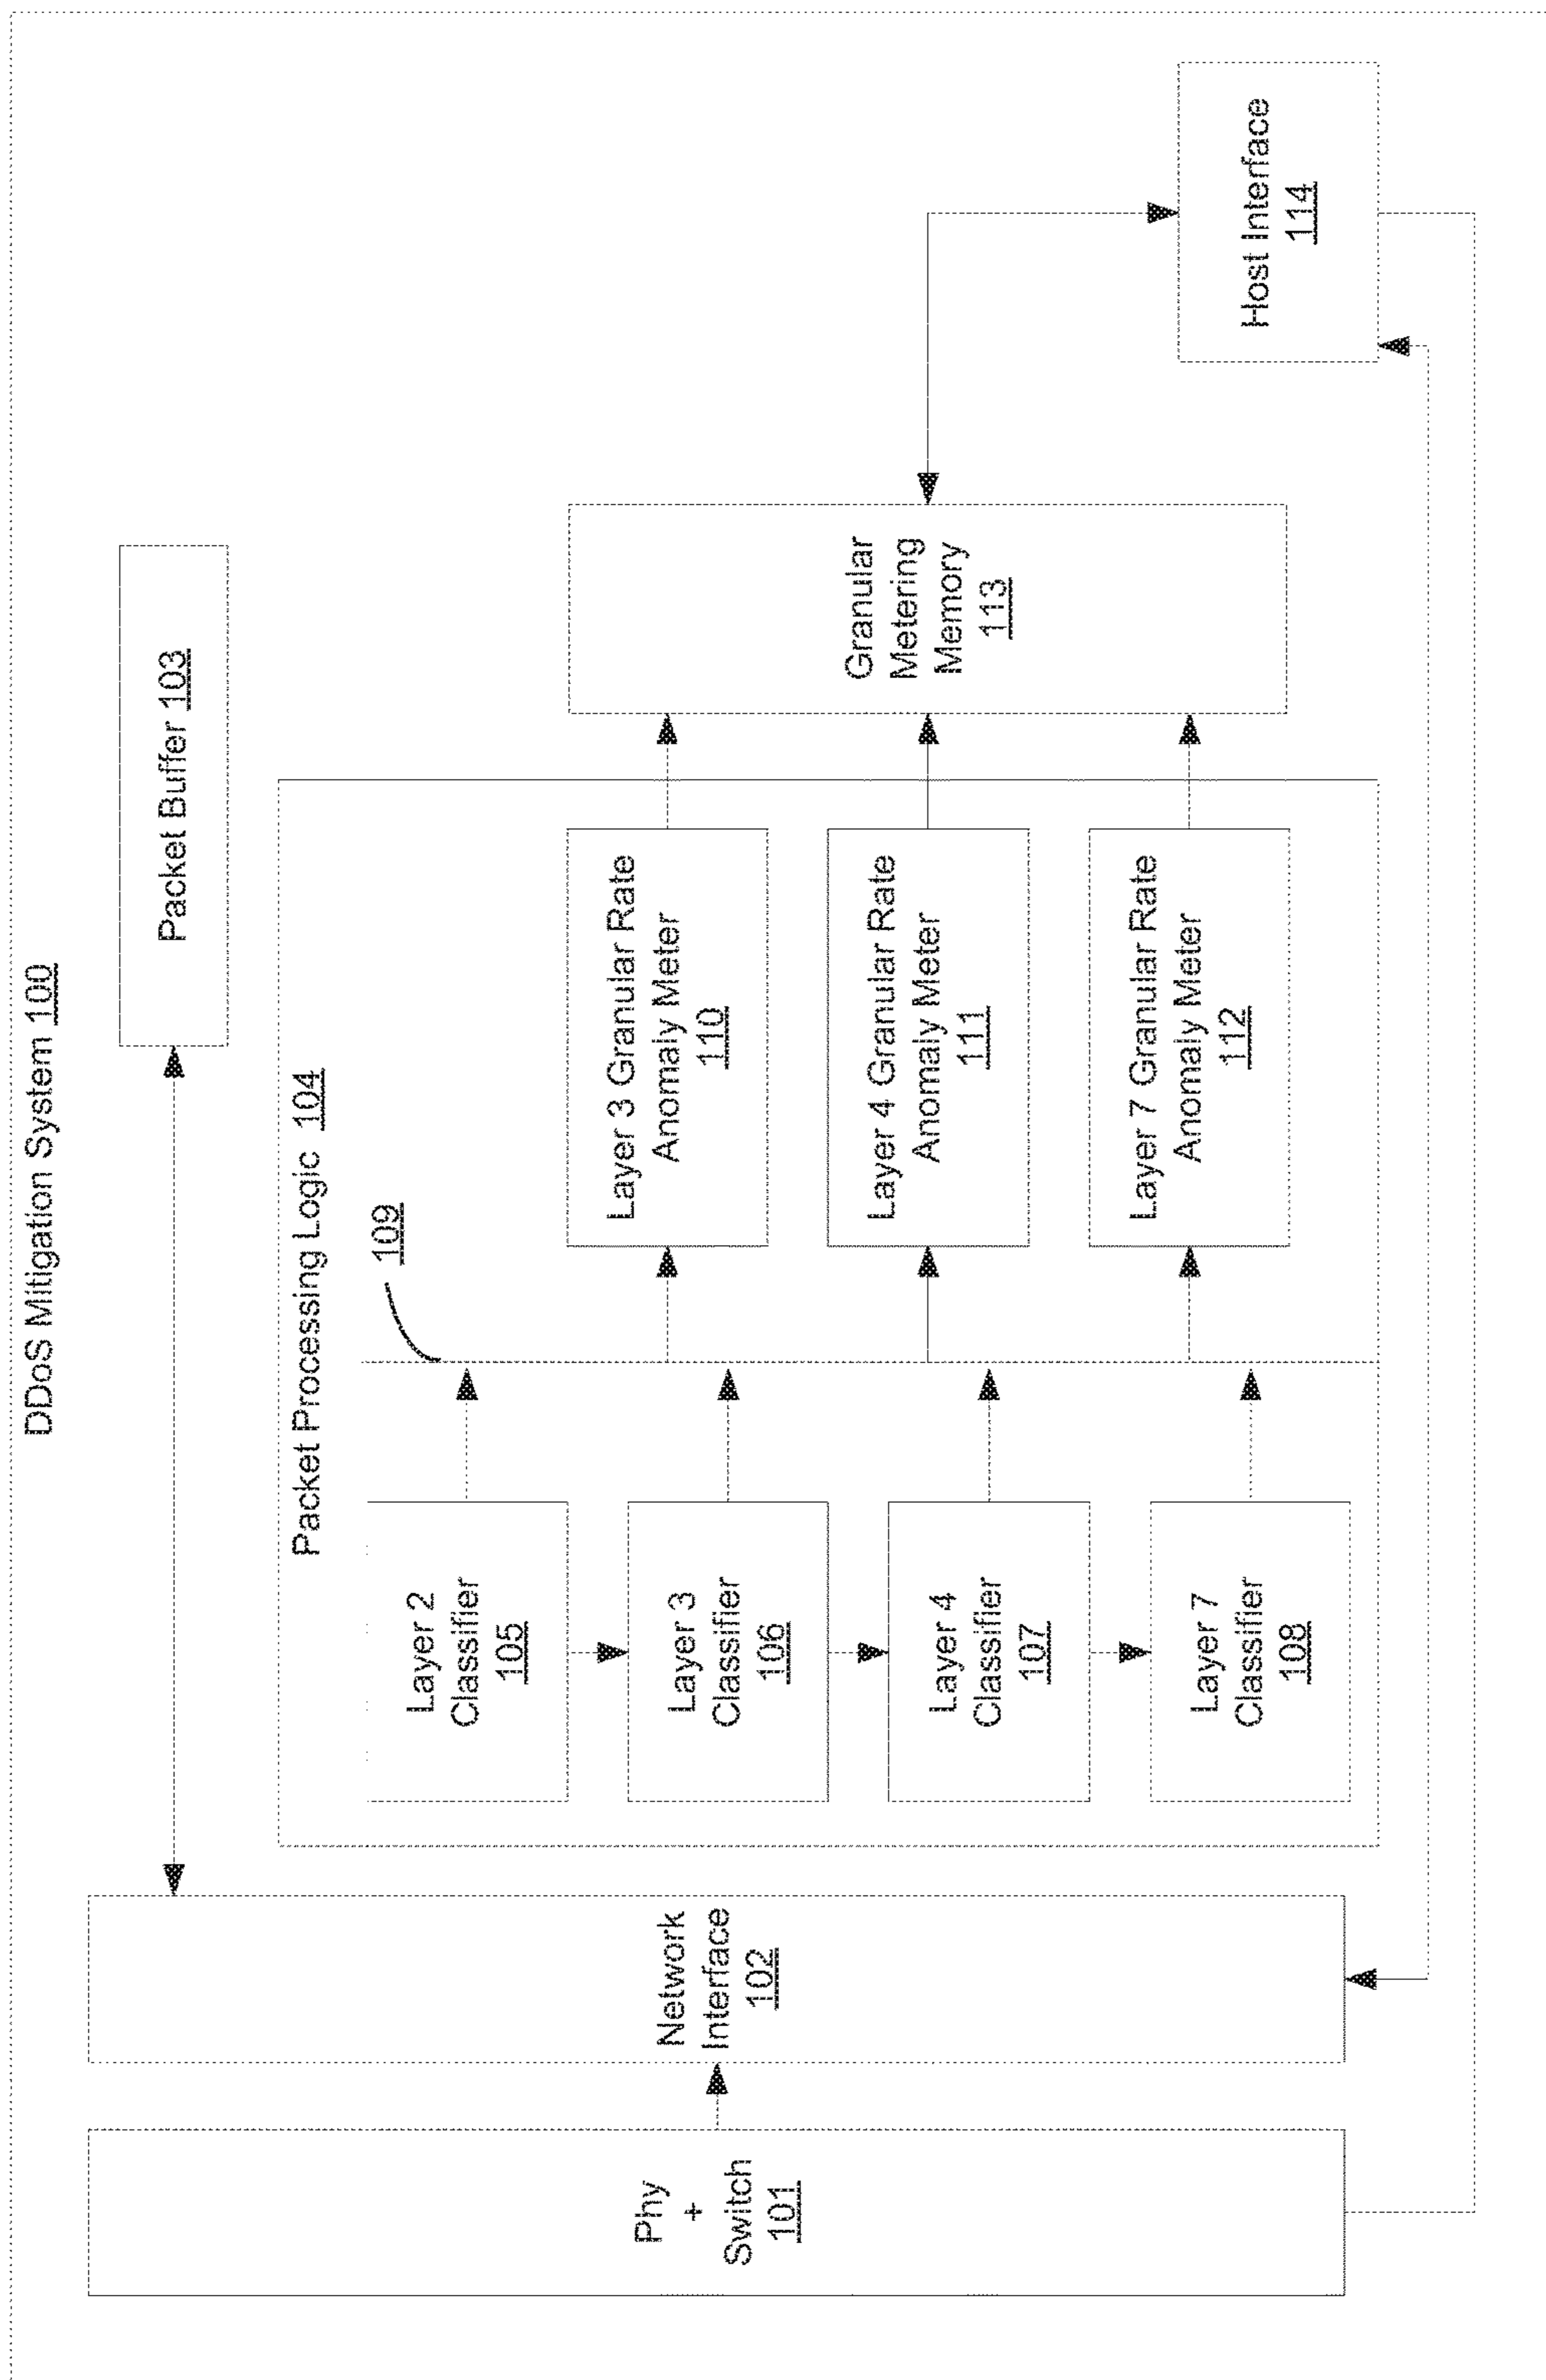 DDoS Mitigation System 100
Packet Buffer 103
Packet Processing Logic 104
109
Phy
+
Switch
101
Network
Interface
102
Layer 2
Classifier
105
Layer 3
Classifier
106
Layer 4
Classifier
107
Layer 7
Classifier
108
Layer 3 Granular Rate
Anomaly Meter
110
Layer 4 Granular Rate
Anomaly Meter
111
Layer 7 Granular Rate
Anomaly Meter
112
Granular
Metering
Memory
113
Host Interface
114